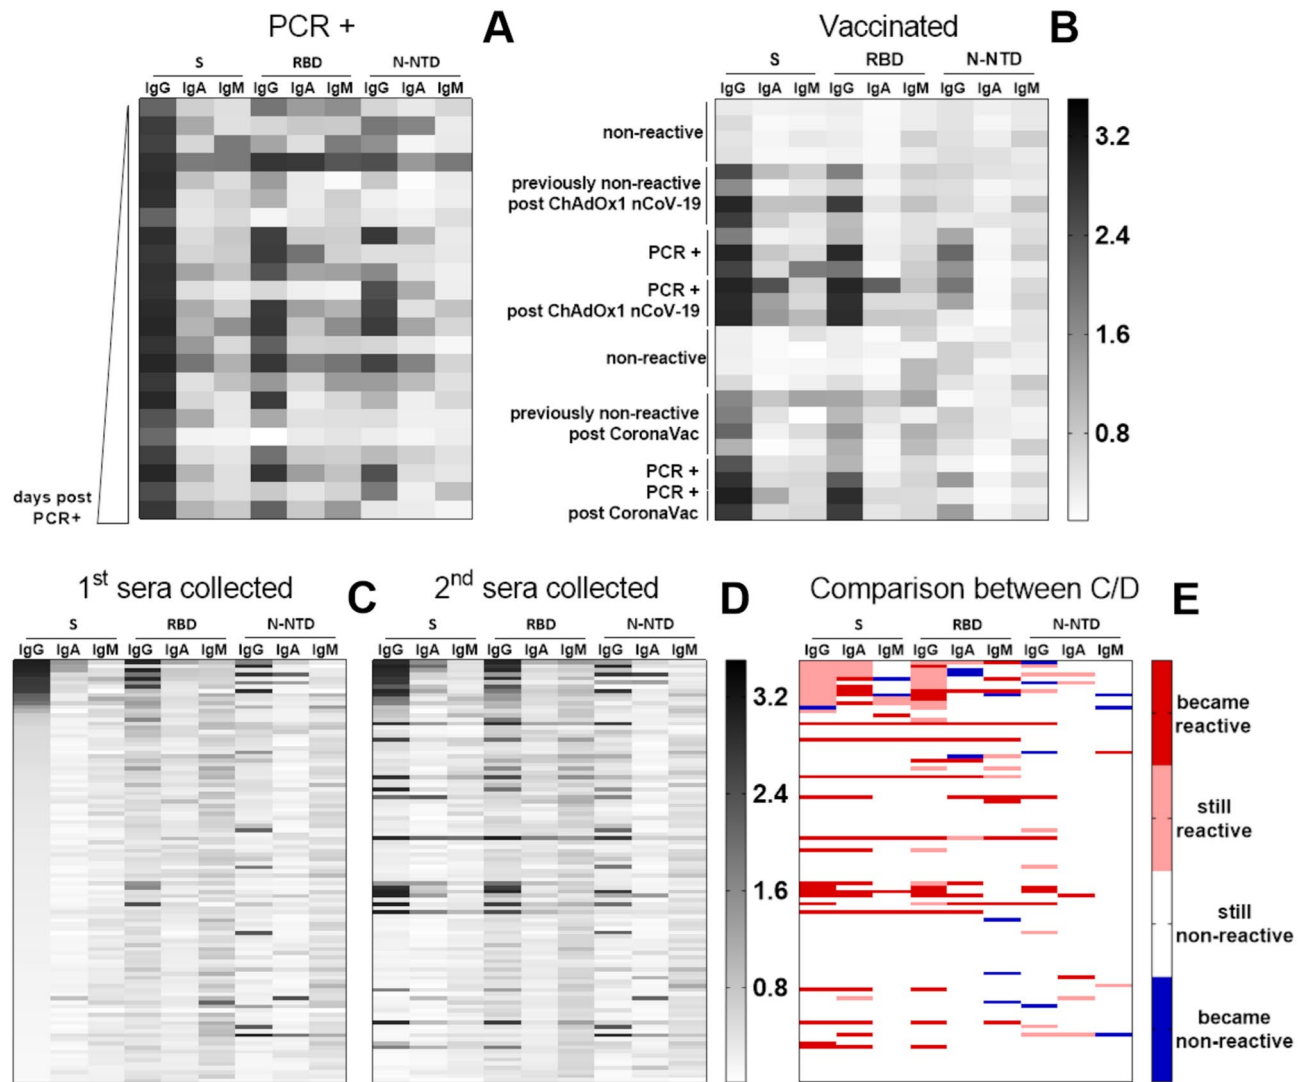 PCR +
A
S RBD N-NTD
IgG IgA IgM IgG IgA IgM IgG IgA IgM
days post
PCR+
Vaccinated
B
S RBD N-NTD
IgG IgA IgM IgG IgA IgM IgG IgA IgM
non-reactive
previously non-reactive
post ChAdOx1 nCoV-19
PCR +
PCR +
post ChAdOx1 nCoV-19
non-reactive
previously non-reactive
post CoronaVac
PCR +
PCR +
post CoronaVac
3.2
2.4
1.6
0.8
1st sera collected
C
S RBD N-NTD
IgG IgA IgM IgG IgA IgM IgG IgA IgM
2nd sera collected
D
S RBD N-NTD
IgG IgA IgM IgG IgA IgM IgG IgA IgM
3.2
2.4
1.6
0.8
Comparison between C/D
E
S RBD N-NTD
IgG IgA IgM IgG IgA IgM IgG IgA IgM
became
reactive
still
reactive
still
non-reactive
became
non-reactive